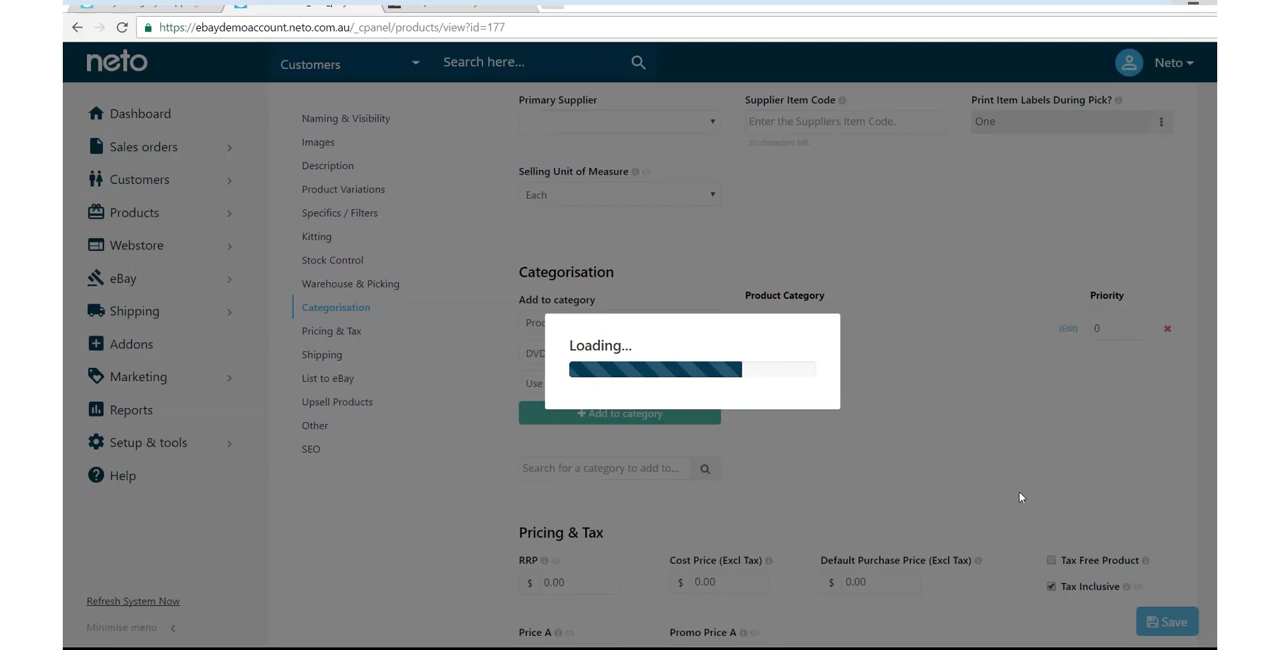 https://ebaydemoaccount.neto.com.au/_cpanel/products/view?id=177
neto
Customers
Search here...
Neto
Dashboard
Sales orders
Customers
Products
Webstore
eBay
Shipping
Addons
Marketing
Reports
Setup & tools
Help
Refresh System Now
Minimise menu
Naming & Visibility
Images
Description
Product Variations
Specifics / Filters
Kitting
Stock Control
Warehouse & Picking
Categorisation
Pricing & Tax
Shipping
List to eBay
Upsell Products
Other
SEO
Primary Supplier
Supplier Item Code
Print Item Labels During Pick?
Enter the Suppliers Item Code.
One
50 characters left.
Selling Unit of Measure
Each
Categorisation
Add to category
Product Category
Priority
DVD
Use
(Edit)
0
Loading...
+ Add to category
Search for a category to add to...
Pricing & Tax
RRP
Cost Price (Excl Tax)
Default Purchase Price (Excl Tax)
Tax Free Product
$ 0.00
$ 0.00
$ 0.00
Tax Inclusive
Save
Price A
Promo Price A